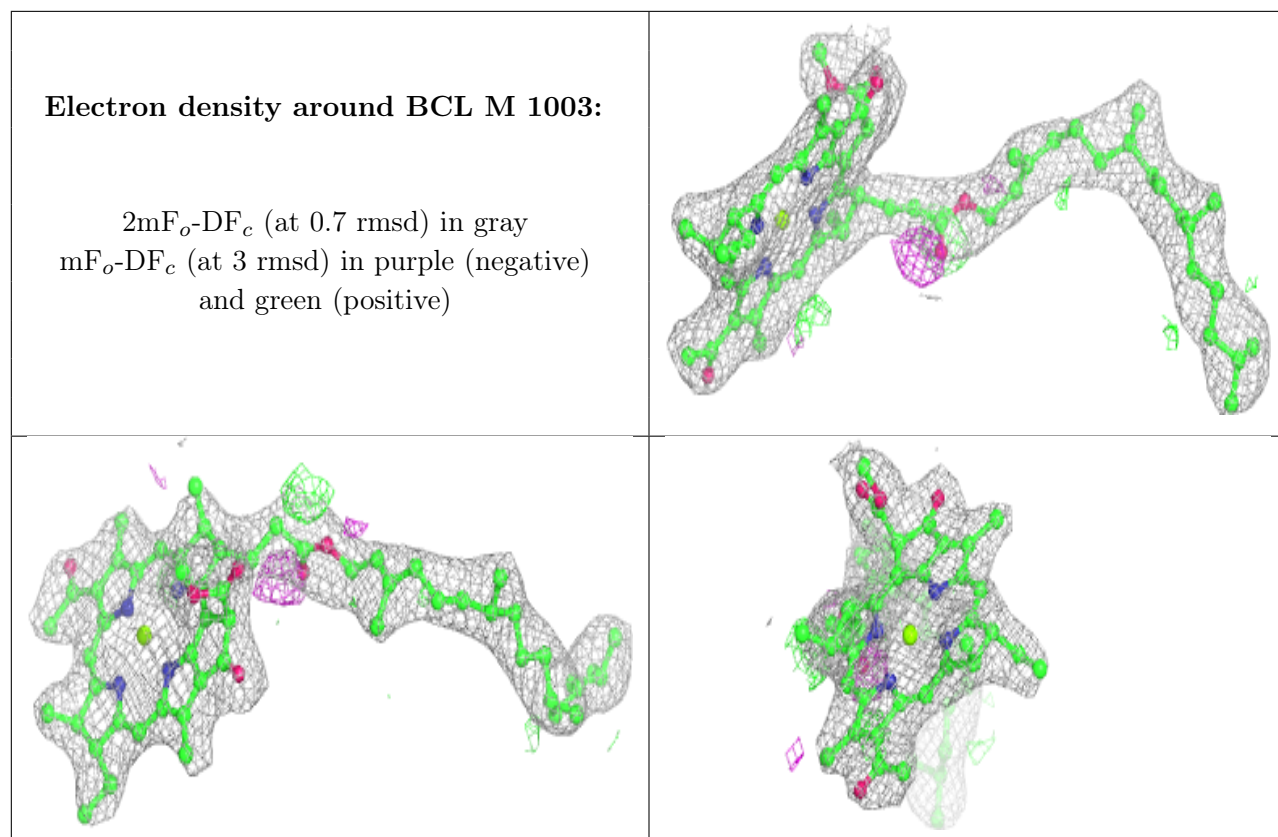 Electron density around BCL M 1003:
2mFo-DFc (at 0.7 rmsd) in gray
mFo-DFc (at 3 rmsd) in purple (negative)
and green (positive)